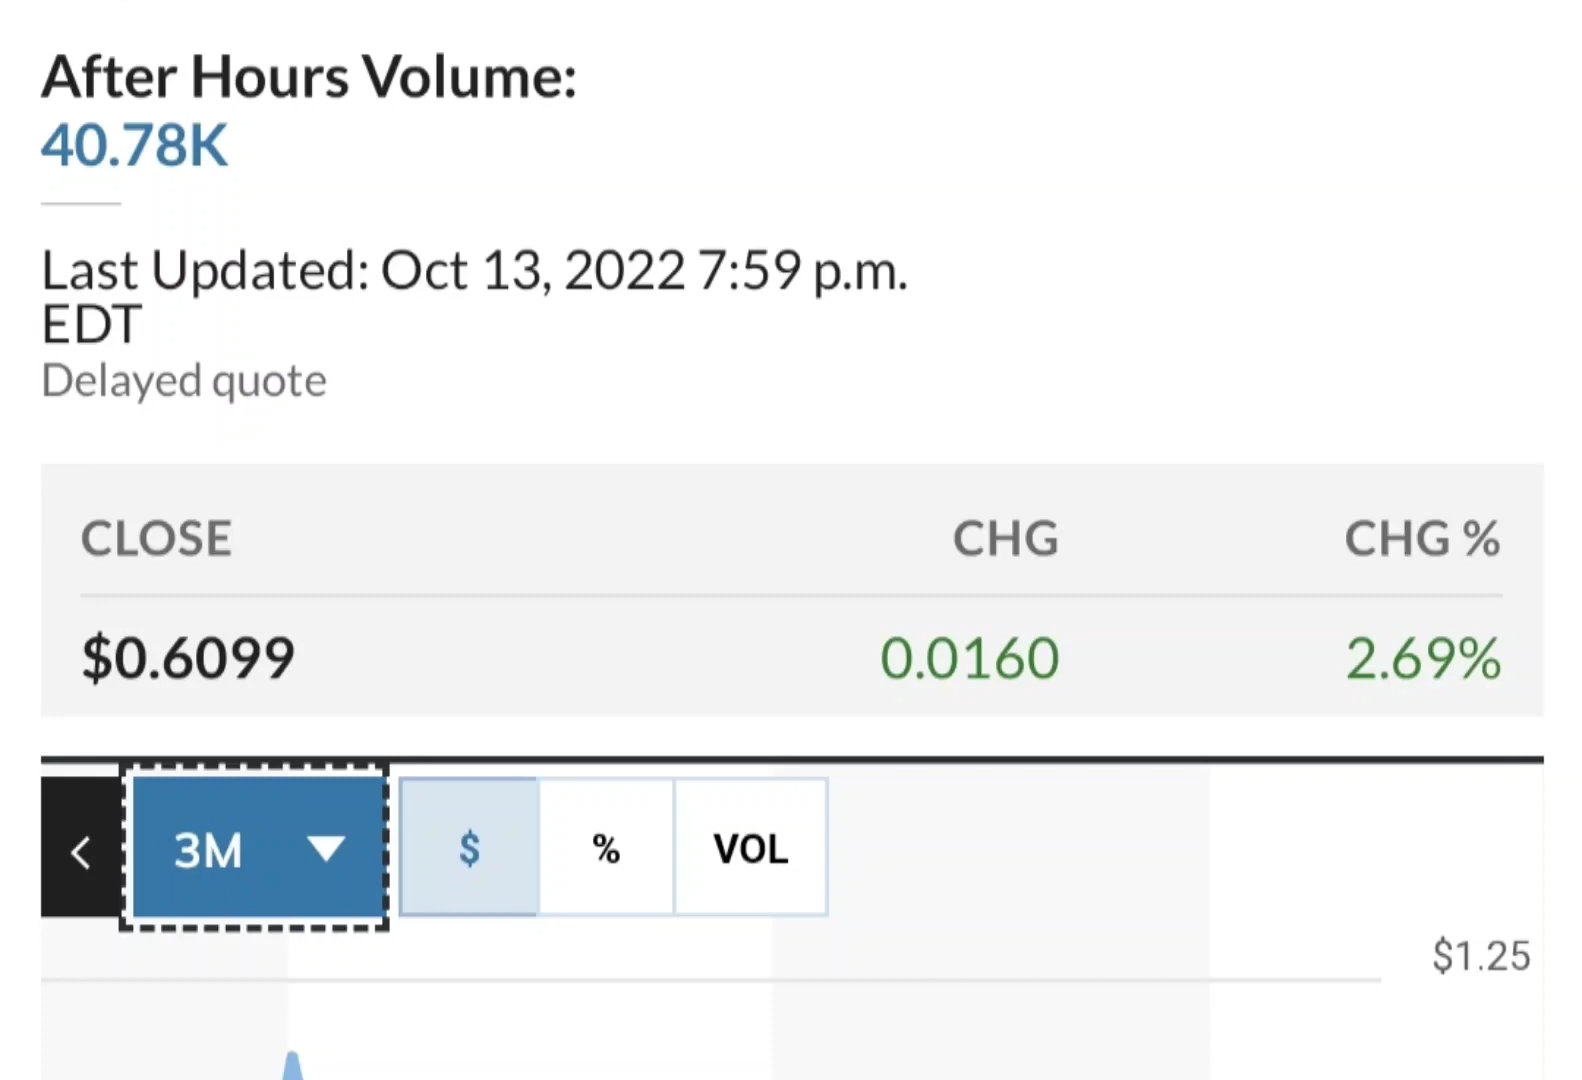 After Hours Volume:
40.78K
Last Updated: Oct 13, 2022 7:59 p.m.
EDT
Delayed quote
CLOSE CHG CHG %
$0.6099 0.0160 2.69%
3M $ % VOL
$1.25